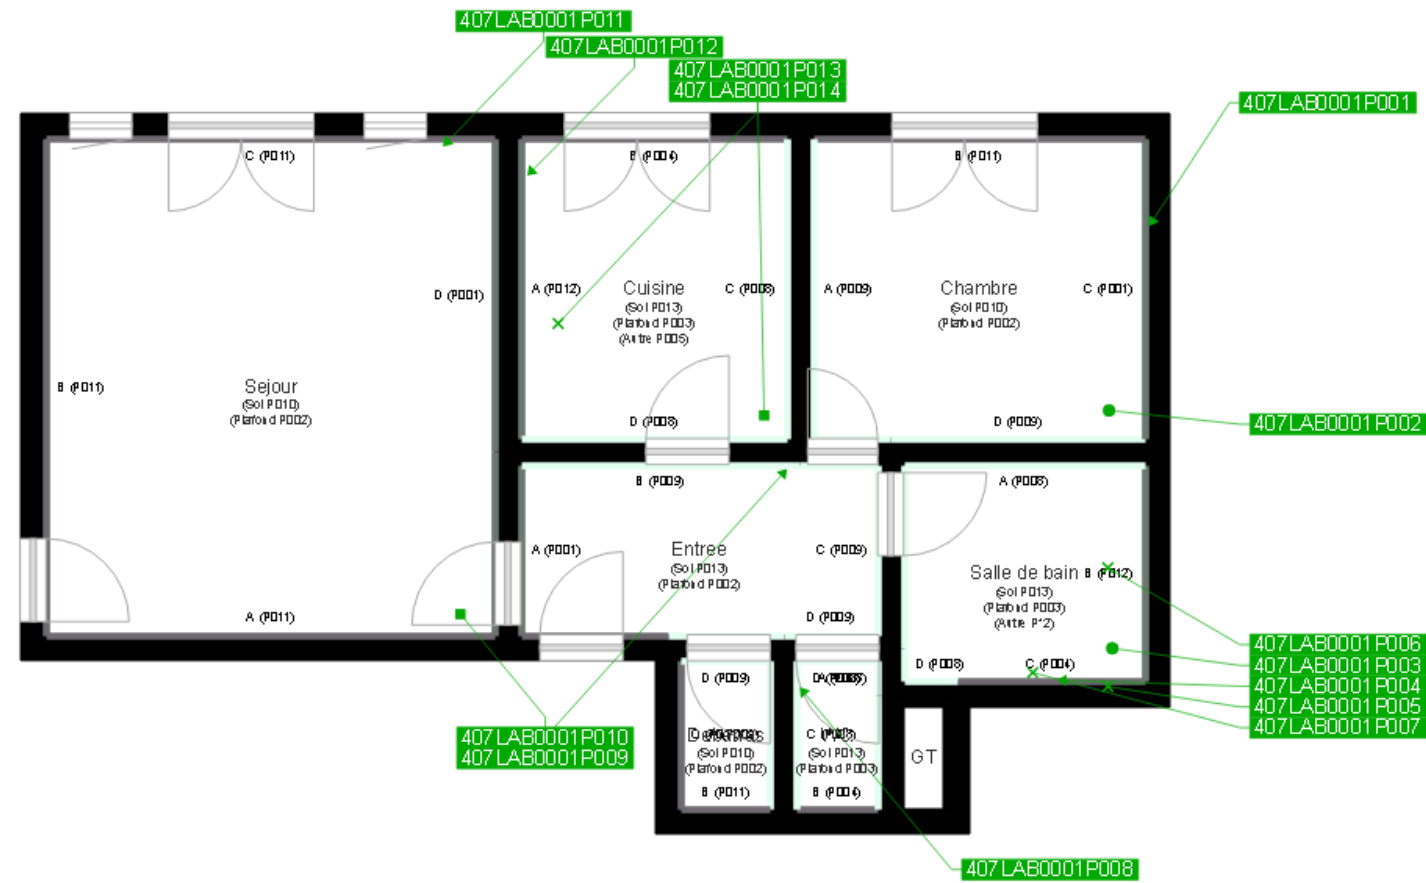 407LAB0001P011
407LAB0001P012
407LAB0001P013
407LAB0001P014
407LAB0001P001
C (P011)
B (P004)
B (P011)
D (P001)
A (P012)
Cuisine
(Sol P013)
(Plafond P003)
(Autre P005)
C (P008)
A (P009)
Chambre
(Sol P010)
(Plafond P002)
C (P001)
B (P011)
Sejour
(Sol P010)
(Plafond P002)
D (P008)
D (P009)
407LAB0001P002
B (P009)
A (P008)
A (P001)
Entree
(Sol P013)
(Plafond P002)
C (P009)
Salle de bain
(Sol P013)
(Plafond P003)
(Autre P*2)
B (P012)
A (P011)
D (P009)
D (P008)
C (P004)
407LAB0001P006
407LAB0001P003
407LAB0001P004
407LAB0001P005
407LAB0001P007
D (P009)
407LAB0001P010
407LAB0001P009
(Sol P010)
(Plafond P002)
B (P011)
(Sol P013)
(Plafond P003)
B (P004)
GT
407LAB0001P008